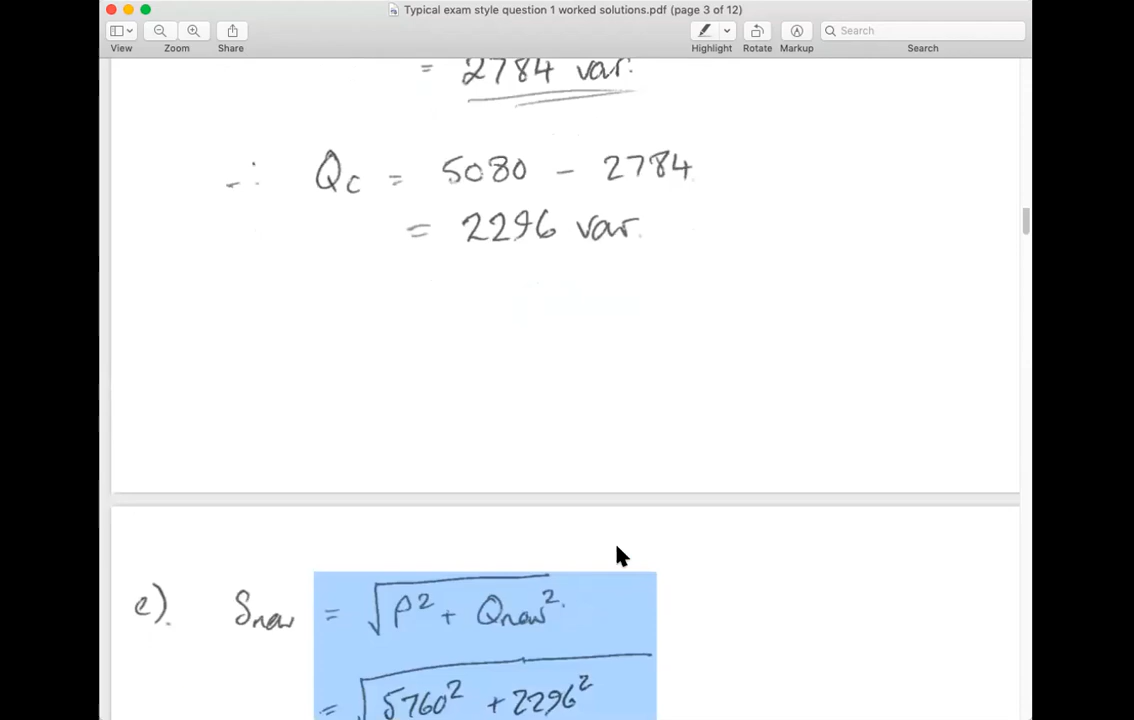 Typical exam style question 1 worked solutions.pdf (page 3 of 12)
Search
View Zoom Share Highlight Rotate Markup Search
= 2784 var.
∴ Qc = 5080 - 2784
= 2296 var.
e). Snew = √P² + Qnew²
= √5760² + 2296²